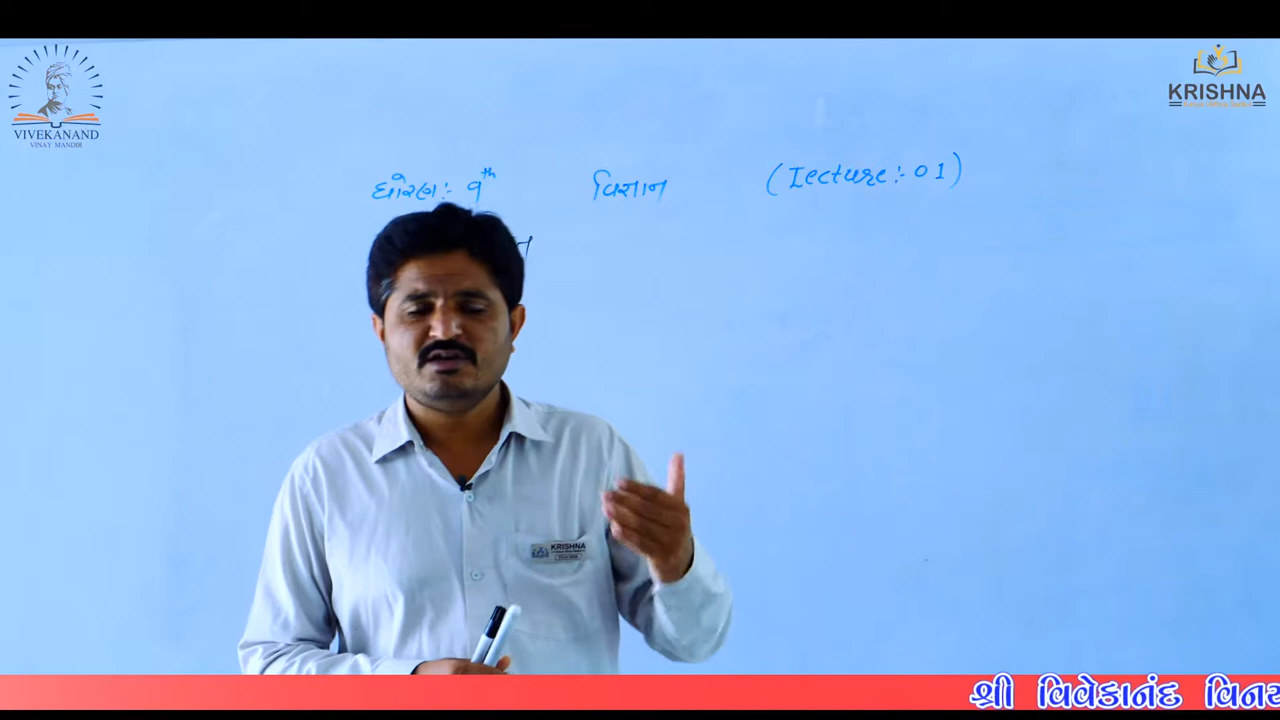 VIVEKANAND
VINAY MANDIR
KRISHNA
ધોરણ:- 9th વિજ્ઞાન (Lecture:- 01)
KRISHNA
શ્રી વિવેકાનંદ વિનય